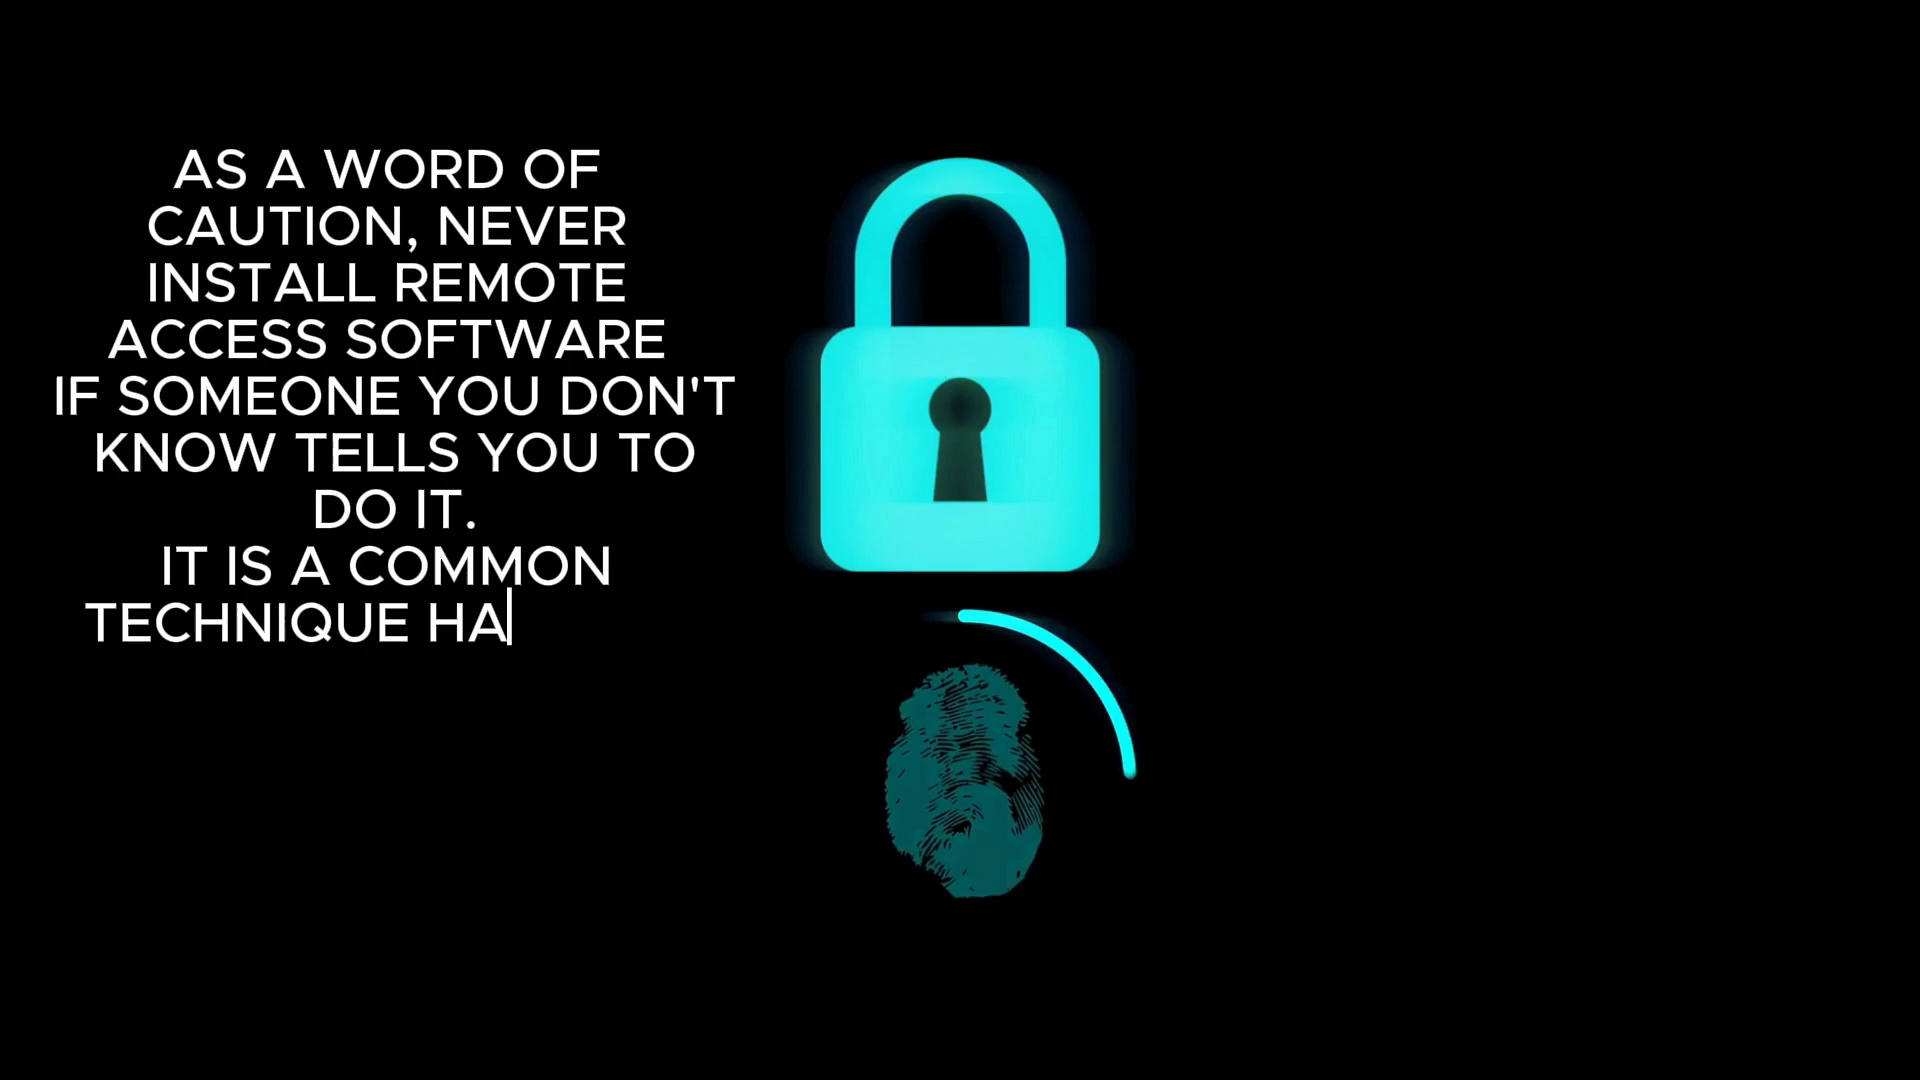 AS A WORD OF
CAUTION, NEVER
INSTALL REMOTE
ACCESS SOFTWARE
IF SOMEONE YOU DON'T
KNOW TELLS YOU TO
DO IT.
IT IS A COMMON
TECHNIQUE HA